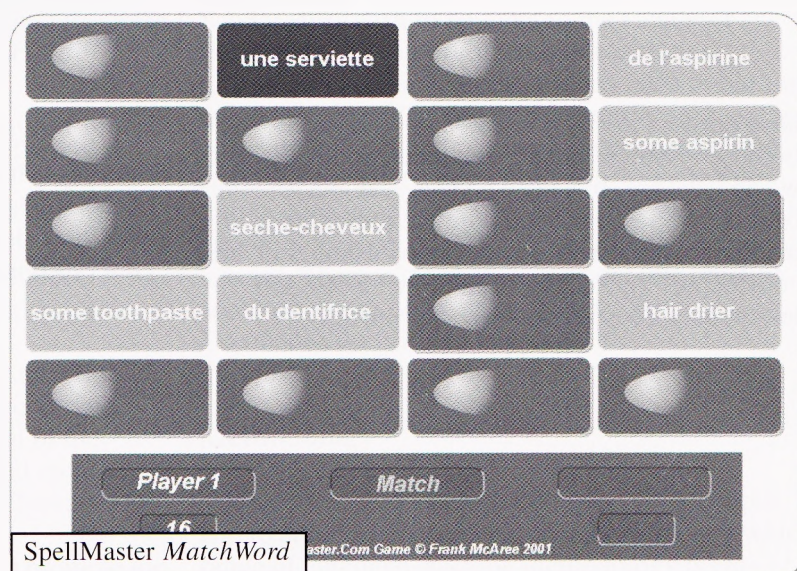 une serviette
de l'aspirine
some aspirin
sèche-cheveux
some toothpaste
du dentifrice
hair drier
Player 1
Match
16
aster.Com Game © Frank McAree 2001
SpellMaster MatchWord